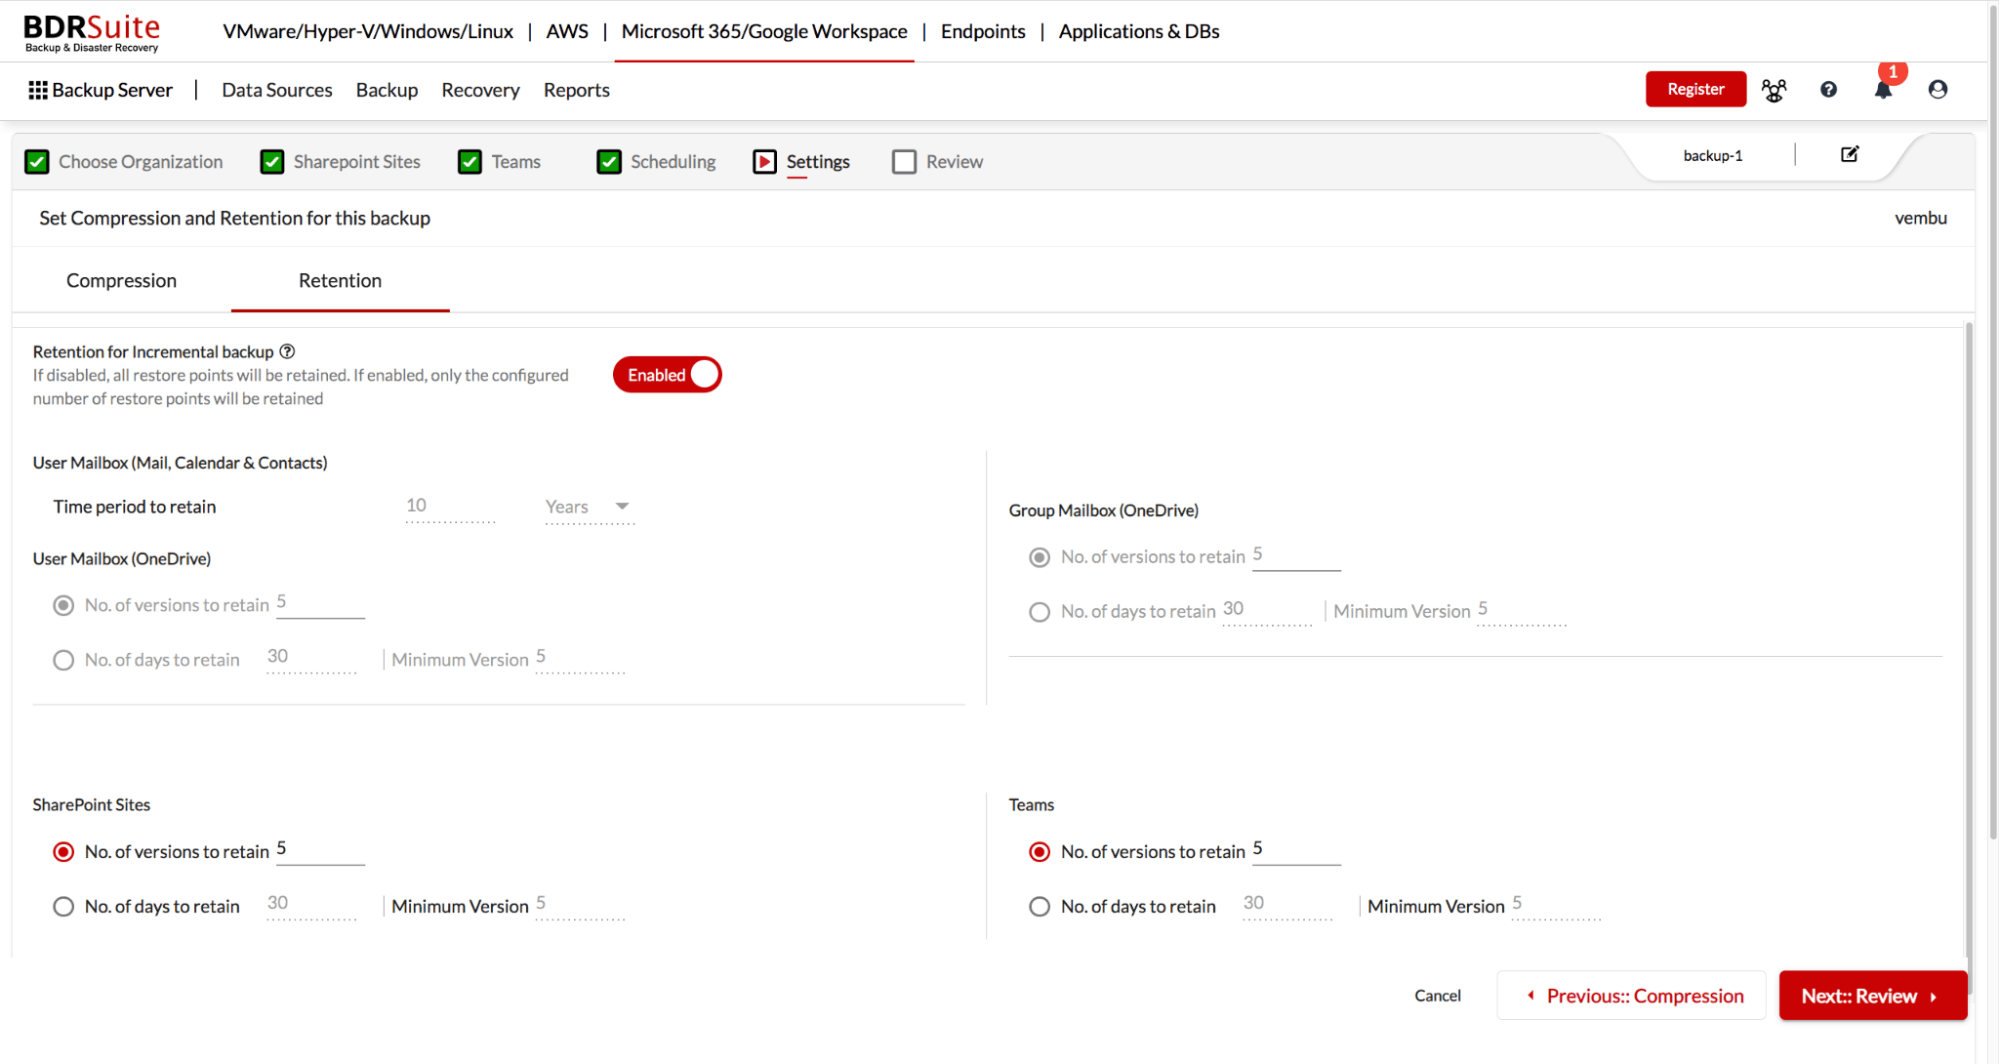 BDRSuite
Backup & Disaster Recovery
VMware/Hyper-V/Windows/Linux | AWS | Microsoft 365/Google Workspace | Endpoints | Applications & DBs
Backup Server | Data Sources Backup Recovery Reports
Register
1
Choose Organization Sharepoint Sites Teams Scheduling Settings Review
backup-1
Set Compression and Retention for this backup
vembu
Compression Retention
Retention for Incremental backup
If disabled, all restore points will be retained. If enabled, only the configured
number of restore points will be retained
Enabled
User Mailbox (Mail, Calendar & Contacts)
Time period to retain 10 Years
User Mailbox (OneDrive)
No. of versions to retain 5
No. of days to retain 30 | Minimum Version 5
Group Mailbox (OneDrive)
No. of versions to retain 5
No. of days to retain 30 | Minimum Version 5
SharePoint Sites
No. of versions to retain 5
No. of days to retain 30 | Minimum Version 5
Teams
No. of versions to retain 5
No. of days to retain 30 | Minimum Version 5
Cancel
Previous:: Compression
Next:: Review